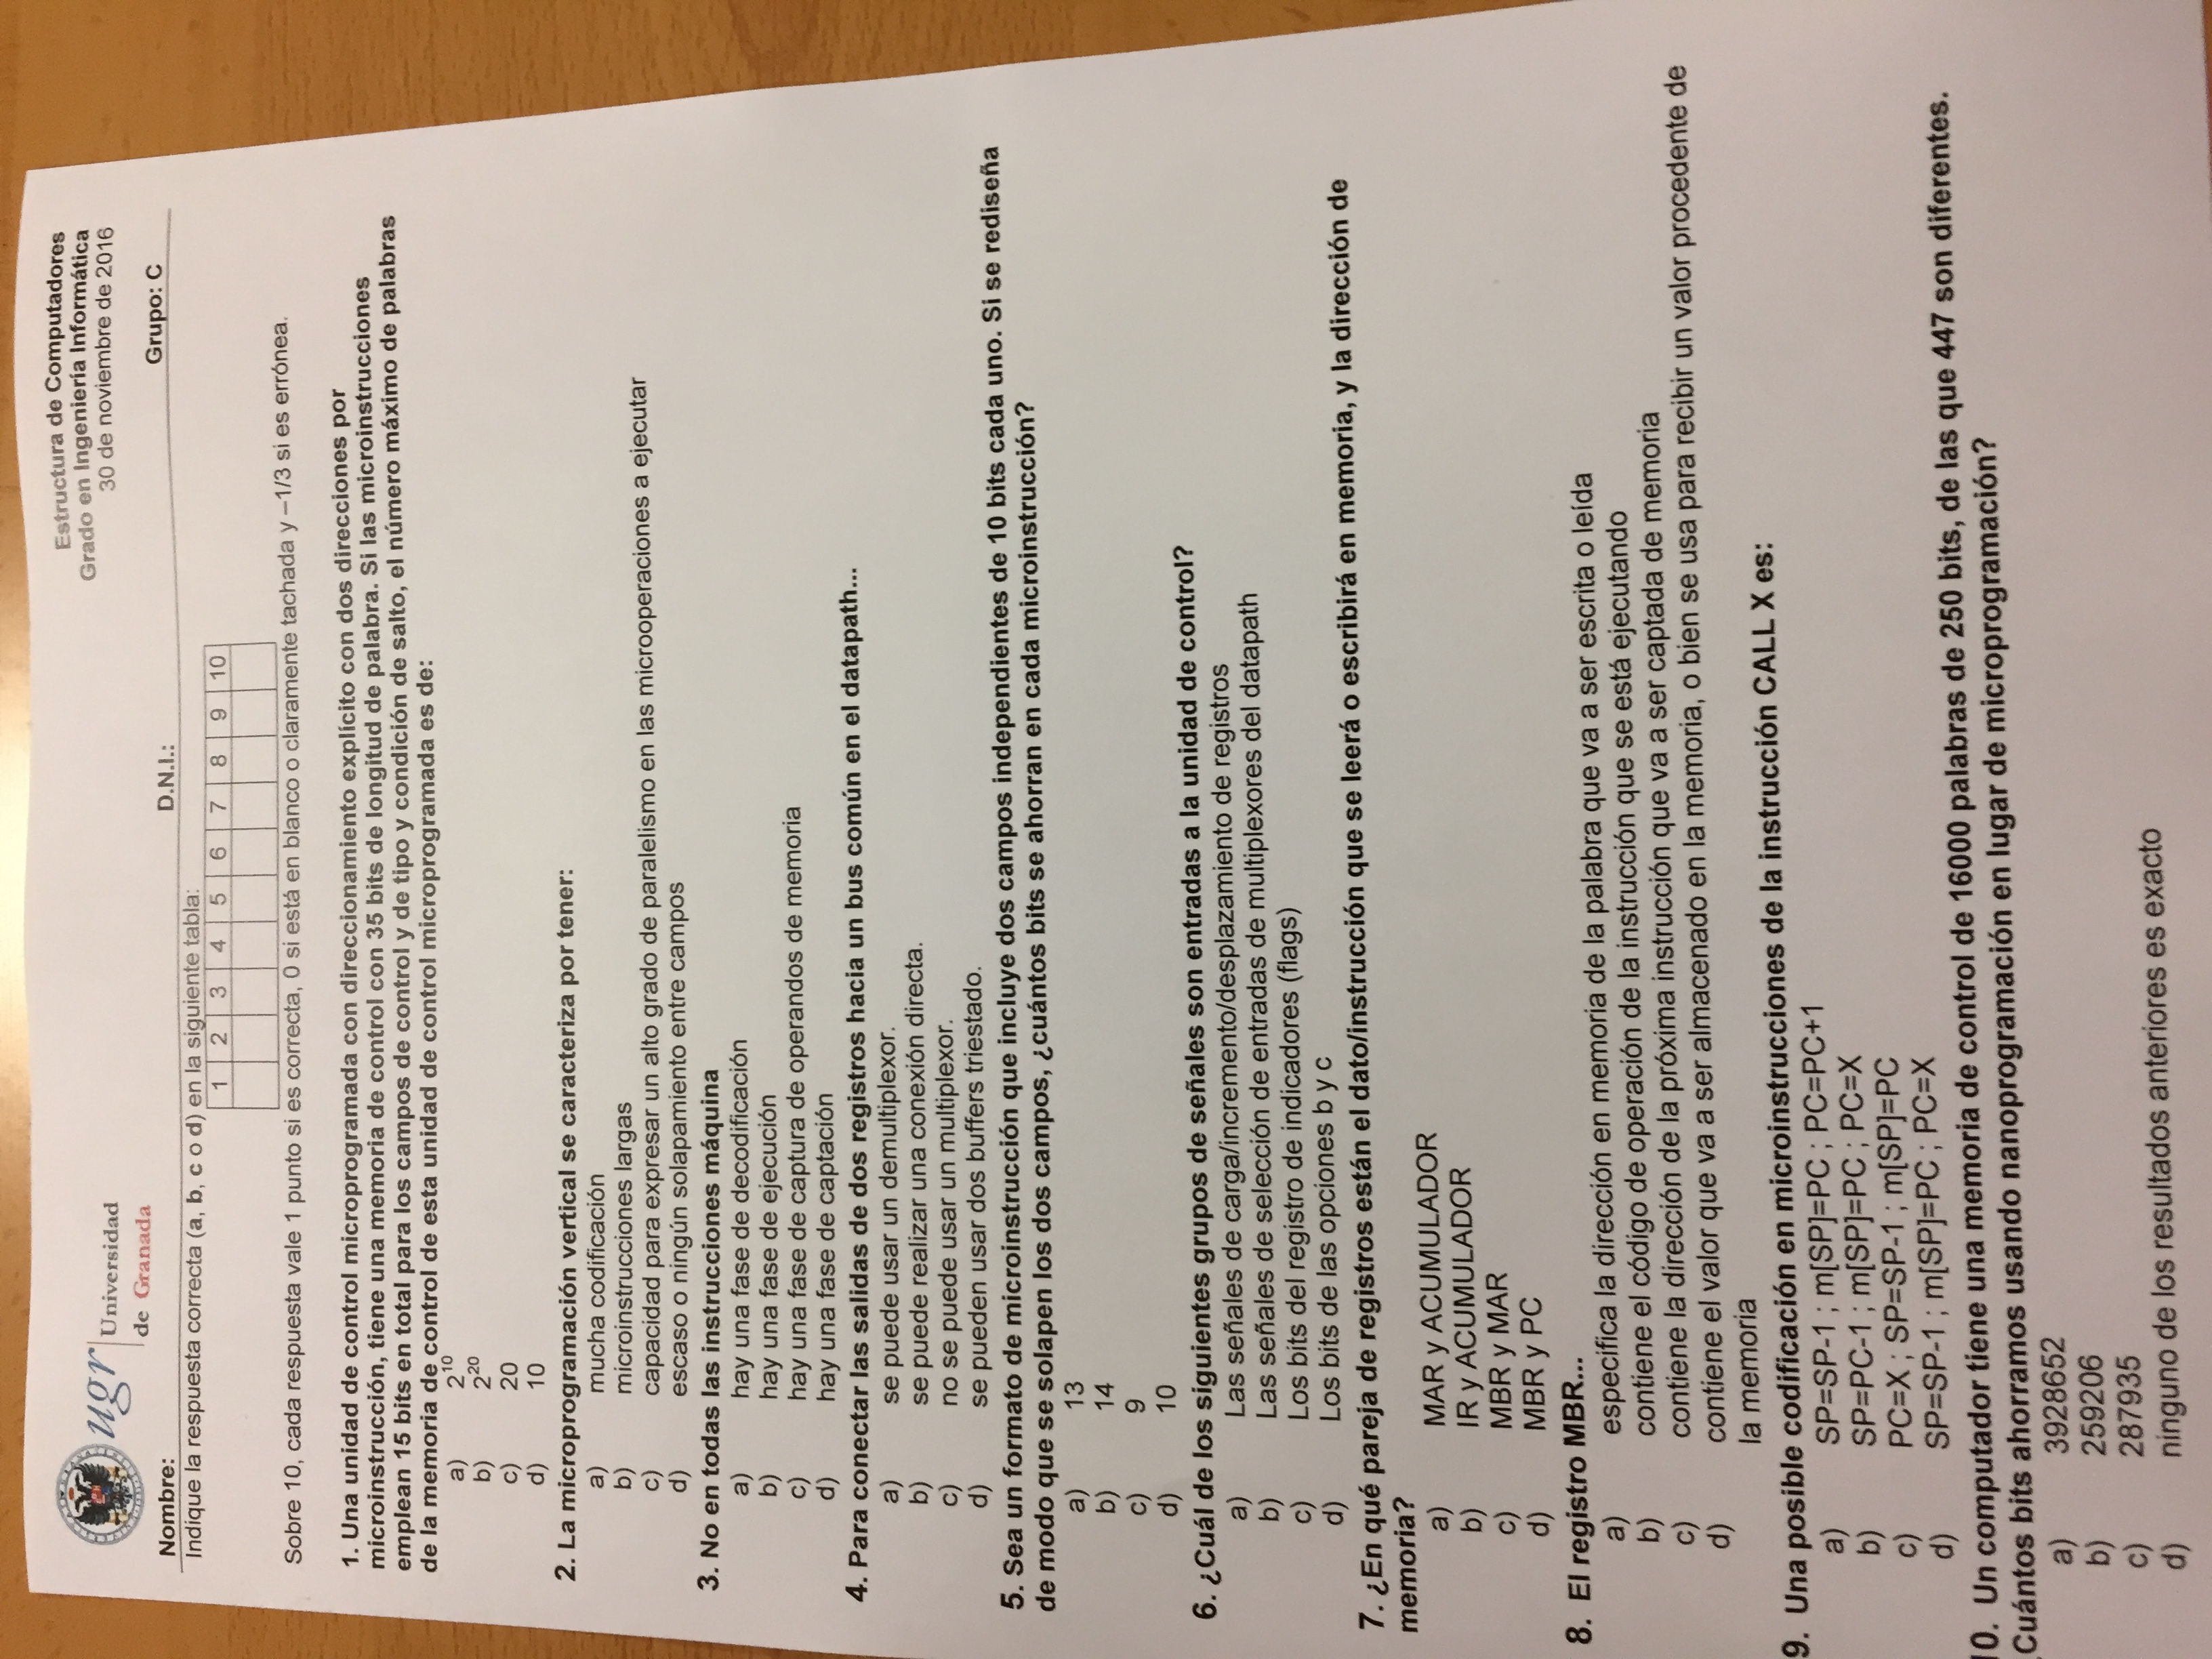 ugr Universidad
de Granada
Estructura de Computadores
Grado en Ingeniería Informática
30 de noviembre de 2016
Nombre: D.N.I.: Grupo: C
Indique la respuesta correcta (a, b, c o d) en la siguiente tabla:
1 2 3 4 5 6 7 8 9 10
Sobre 10, cada respuesta vale 1 punto si es correcta, 0 si está en blanco o claramente tachada y –1/3 si es errónea.
1. Una unidad de control microprogramada con direccionamiento explícito con dos direcciones por
microinstrucción, tiene una memoria de control con 35 bits de longitud de palabra. Si las microinstrucciones
emplean 15 bits en total para los campos de control y de tipo y condición de salto, el número máximo de palabras
de la memoria de control de esta unidad de control microprogramada es de:
a) 2¹⁰
b) 2²⁰
c) 20
d) 10
2. La microprogramación vertical se caracteriza por tener:
a) mucha codificación
b) microinstrucciones largas
c) capacidad para expresar un alto grado de paralelismo en las microoperaciones a ejecutar
d) escaso o ningún solapamiento entre campos
3. No en todas las instrucciones máquina
a) hay una fase de decodificación
b) hay una fase de ejecución
c) hay una fase de captura de operandos de memoria
d) hay una fase de captación
4. Para conectar las salidas de dos registros hacia un bus común en el datapath...
a) se puede usar un demultiplexor.
b) se puede realizar una conexión directa.
c) no se puede usar un multiplexor.
d) se pueden usar dos buffers triestado.
5. Sea un formato de microinstrucción que incluye dos campos independientes de 10 bits cada uno. Si se rediseña
de modo que se solapen los dos campos, ¿cuántos bits se ahorran en cada microinstrucción?
a) 13
b) 14
c) 9
d) 10
6. ¿Cuál de los siguientes grupos de señales son entradas a la unidad de control?
a) Las señales de carga/incremento/desplazamiento de registros
b) Las señales de selección de entradas de multiplexores del datapath
c) Los bits del registro de indicadores (flags)
d) Los bits de las opciones b y c
7. ¿En qué pareja de registros están el dato/instrucción que se leerá o escribirá en memoria, y la dirección de
memoria?
a) MAR y ACUMULADOR
b) IR y ACUMULADOR
c) MBR y MAR
d) MBR y PC
8. El registro MBR...
a) especifica la dirección en memoria de la palabra que va a ser escrita o leída
b) contiene el código de operación de la instrucción que se está ejecutando
c) contiene la dirección de la próxima instrucción que va a ser captada de memoria
d) contiene el valor que va a ser almacenado en la memoria, o bien se usa para recibir un valor procedente de
la memoria
9. Una posible codificación en microinstrucciones de la instrucción CALL X es:
a) SP=SP-1 ; m[SP]=PC ; PC=PC+1
b) SP=PC-1 ; m[SP]=PC ; PC=X
c) PC=X ; SP=SP-1 ; m[SP]=PC
d) SP=SP-1 ; m[SP]=PC ; PC=X
10. Un computador tiene una memoria de control de 16000 palabras de 250 bits, de las que 447 son diferentes.
¿Cuántos bits ahorramos usando nanoprogramación en lugar de microprogramación?
a) 3928652
b) 259206
c) 287935
d) ninguno de los resultados anteriores es exacto